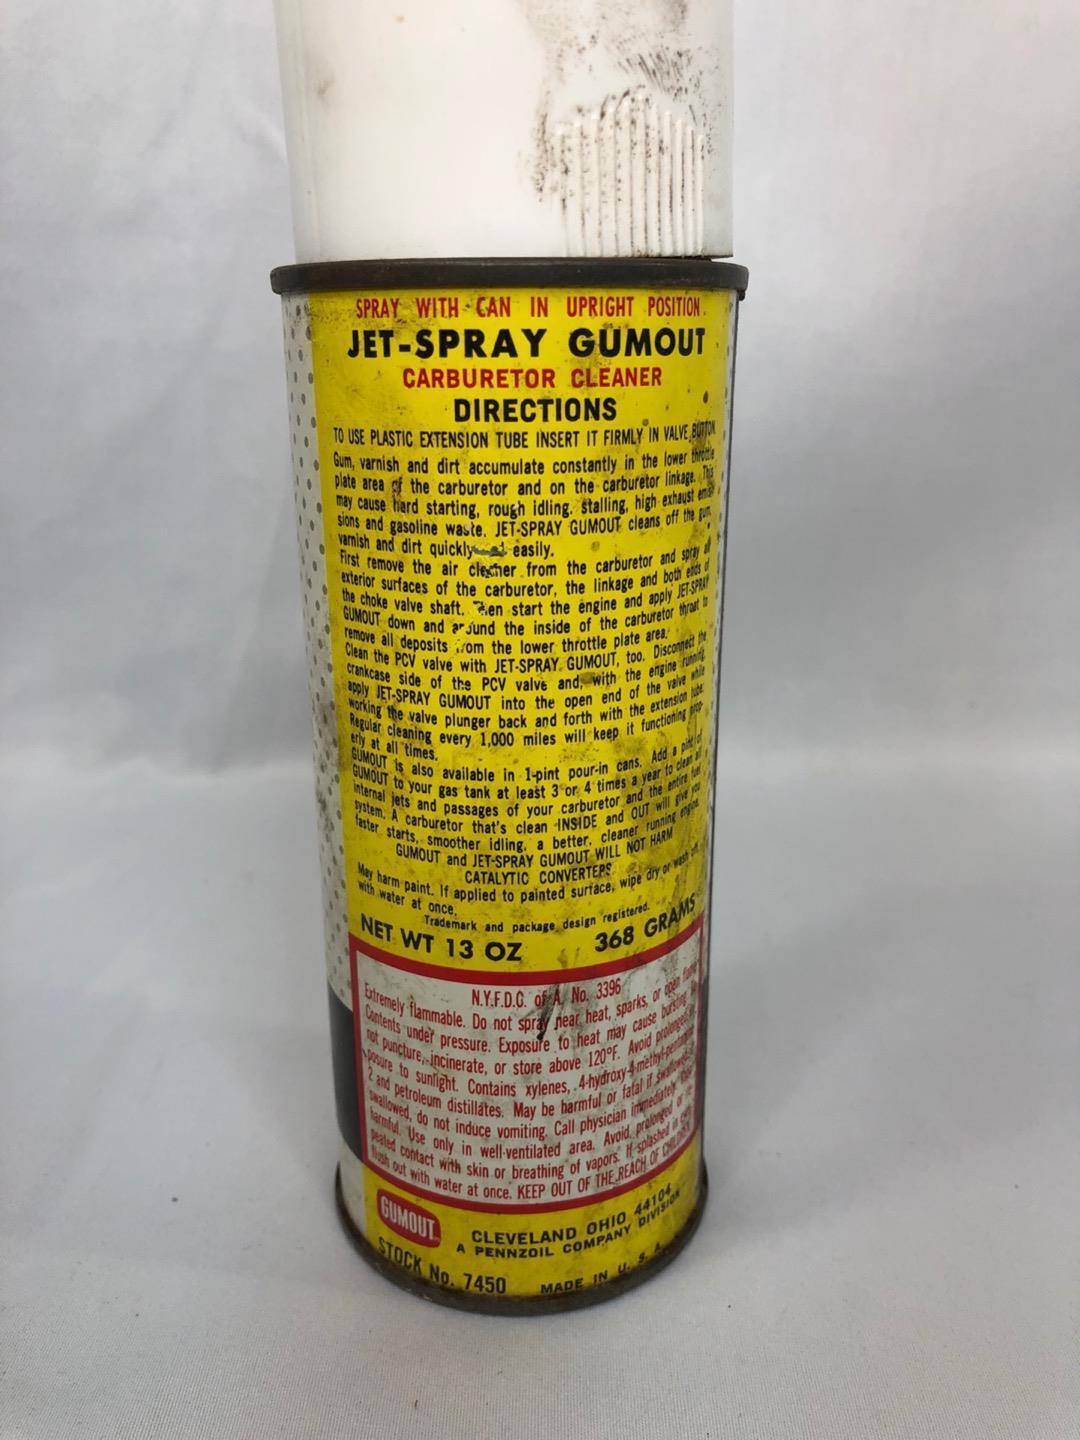 SPRAY WITH CAN IN UPRIGHT POSITION.
JET-SPRAY GUMOUT
CARBURETOR CLEANER
DIRECTIONS
TO USE PLASTIC EXTENSION TUBE INSERT IT FIRMLY IN VALVE BUTTON
Gum, varnish and dirt accumulate constantly in the lower throttle
plate area of the carburetor and on the carburetor linkage. This
may cause hard starting, rough idling, stalling, high exhaust emis-
sions and gasoline waste. JET-SPRAY GUMOUT cleans off the gum,
varnish and dirt quickly easily.
First remove the air cleaner from the carburetor and spray all
exterior surfaces of the carburetor, the linkage and both ends of
the choke valve shaft. Then start the engine and apply JET-SPRAY
GUMOUT down and around the inside of the carburetor throat to
remove all deposits from the lower throttle plate area.
Clean the PCV valve with JET-SPRAY GUMOUT, too. Disconnect the
crankcase side of the PCV valve and, with the engine running,
apply JET-SPRAY GUMOUT into the open end of the valve while
working the valve plunger back and forth with the extension tube.
Regular cleaning every 1,000 miles will keep it functioning prop-
erly at all times.
GUMOUT is also available in 1-pint pour-in cans. Add a pint of
GUMOUT to your gas tank at least 3 or 4 times a year to clean all
internal jets and passages of your carburetor and the entire fuel
system. A carburetor that's clean INSIDE and OUT will give you
faster starts, smoother idling, a better, cleaner running engine.
GUMOUT and JET-SPRAY GUMOUT WILL NOT HARM
CATALYTIC CONVERTERS
May harm paint. If applied to painted surface, wipe dry or wash off
with water at once.
Trademark and package design registered.
NET WT 13 OZ 368 GRAMS
N.Y.F.D.C. of A. No. 3396
Extremely flammable. Do not spray near heat, sparks, or open flame.
Contents under pressure. Exposure to heat may cause bursting. Do
not puncture, incinerate, or store above 120°F. Avoid prolonged ex-
posure to sunlight. Contains xylenes, 4-hydroxy-4-methyl-pentanone
2 and petroleum distillates. May be harmful or fatal if swallowed. If
swallowed, do not induce vomiting. Call physician immediately.
harmful. Use only in well-ventilated area. Avoid prolonged or re-
peated contact with skin or breathing of vapors. If splashed in eyes,
flush out with water at once. KEEP OUT OF THE REACH OF CHILDREN
GUMOUT
CLEVELAND OHIO 44104
A PENNZOIL COMPANY DIVISION
STOCK No. 7450 MADE IN U. S. A.